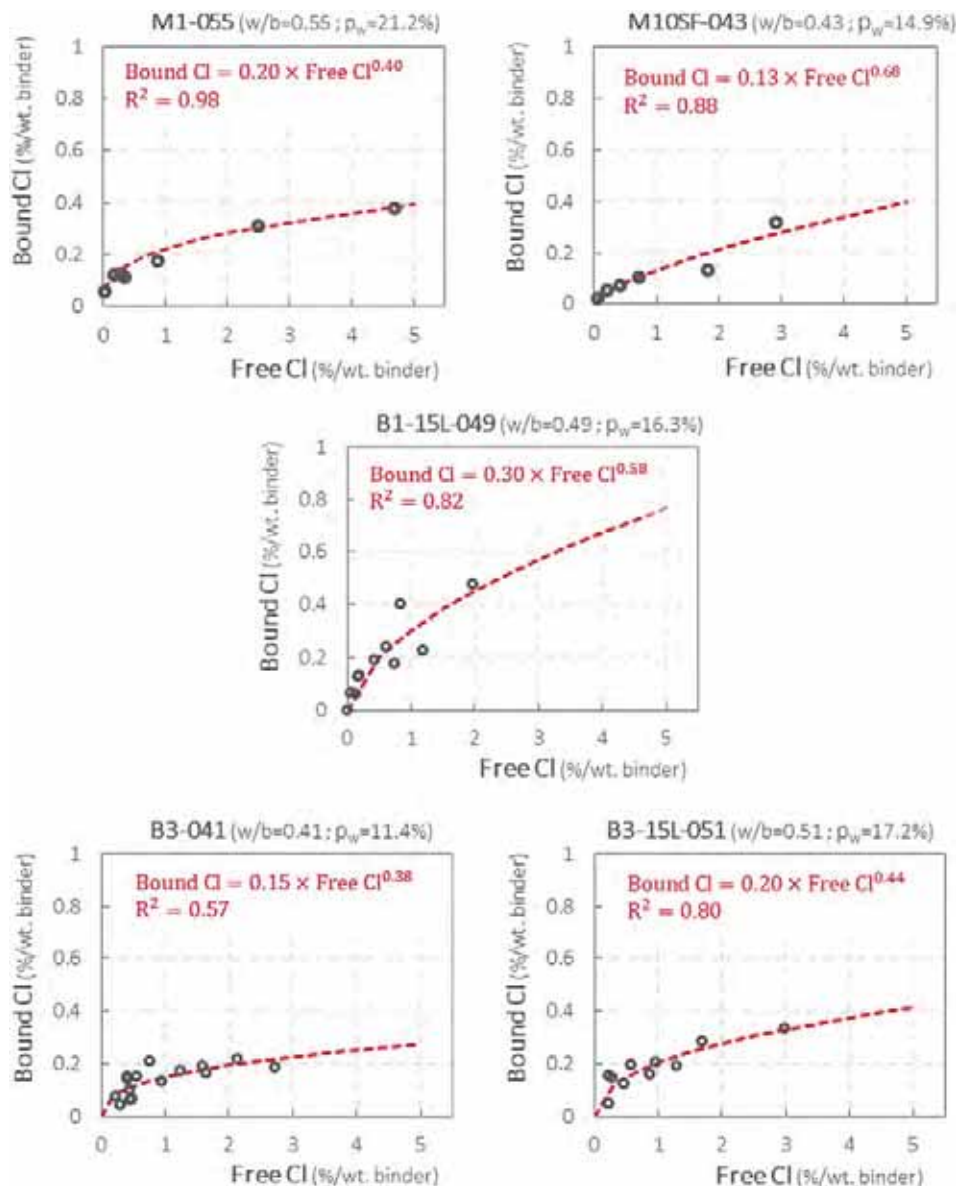 M1-055 (w/b=0.55 ; pw=21.2%)
Bound Cl (%/wt. binder)
1
0.8
0.6
0.4
0.2
0
Bound Cl = 0.20 × Free Cl^0.40
R² = 0.98
0 1 2 3 4 5
Free Cl (%/wt. binder)
M10SF-043 (w/b=0.43 ; pw=14.9%)
Bound Cl (%/wt. binder)
1
0.8
0.6
0.4
0.2
0
Bound Cl = 0.13 × Free Cl^0.68
R² = 0.88
0 1 2 3 4 5
Free Cl (%/wt. binder)
B1-15L-049 (w/b=0.49 ; pw=16.3%)
Bound Cl (%/wt. binder)
1
0.8
0.6
0.4
0.2
0
Bound Cl = 0.30 × Free Cl^0.58
R² = 0.82
0 1 2 3 4 5
Free Cl (%/wt. binder)
B3-041 (w/b=0.41 ; pw=11.4%)
Bound Cl (%/wt. binder)
1
0.8
0.6
0.4
0.2
0
Bound Cl = 0.15 × Free Cl^0.38
R² = 0.57
0 1 2 3 4 5
Free Cl (%/wt. binder)
B3-15L-051 (w/b=0.51 ; pw=17.2%)
Bound Cl (%/wt. binder)
1
0.8
0.6
0.4
0.2
0
Bound Cl = 0.20 × Free Cl^0.44
R² = 0.80
0 1 2 3 4 5
Free Cl (%/wt. binder)